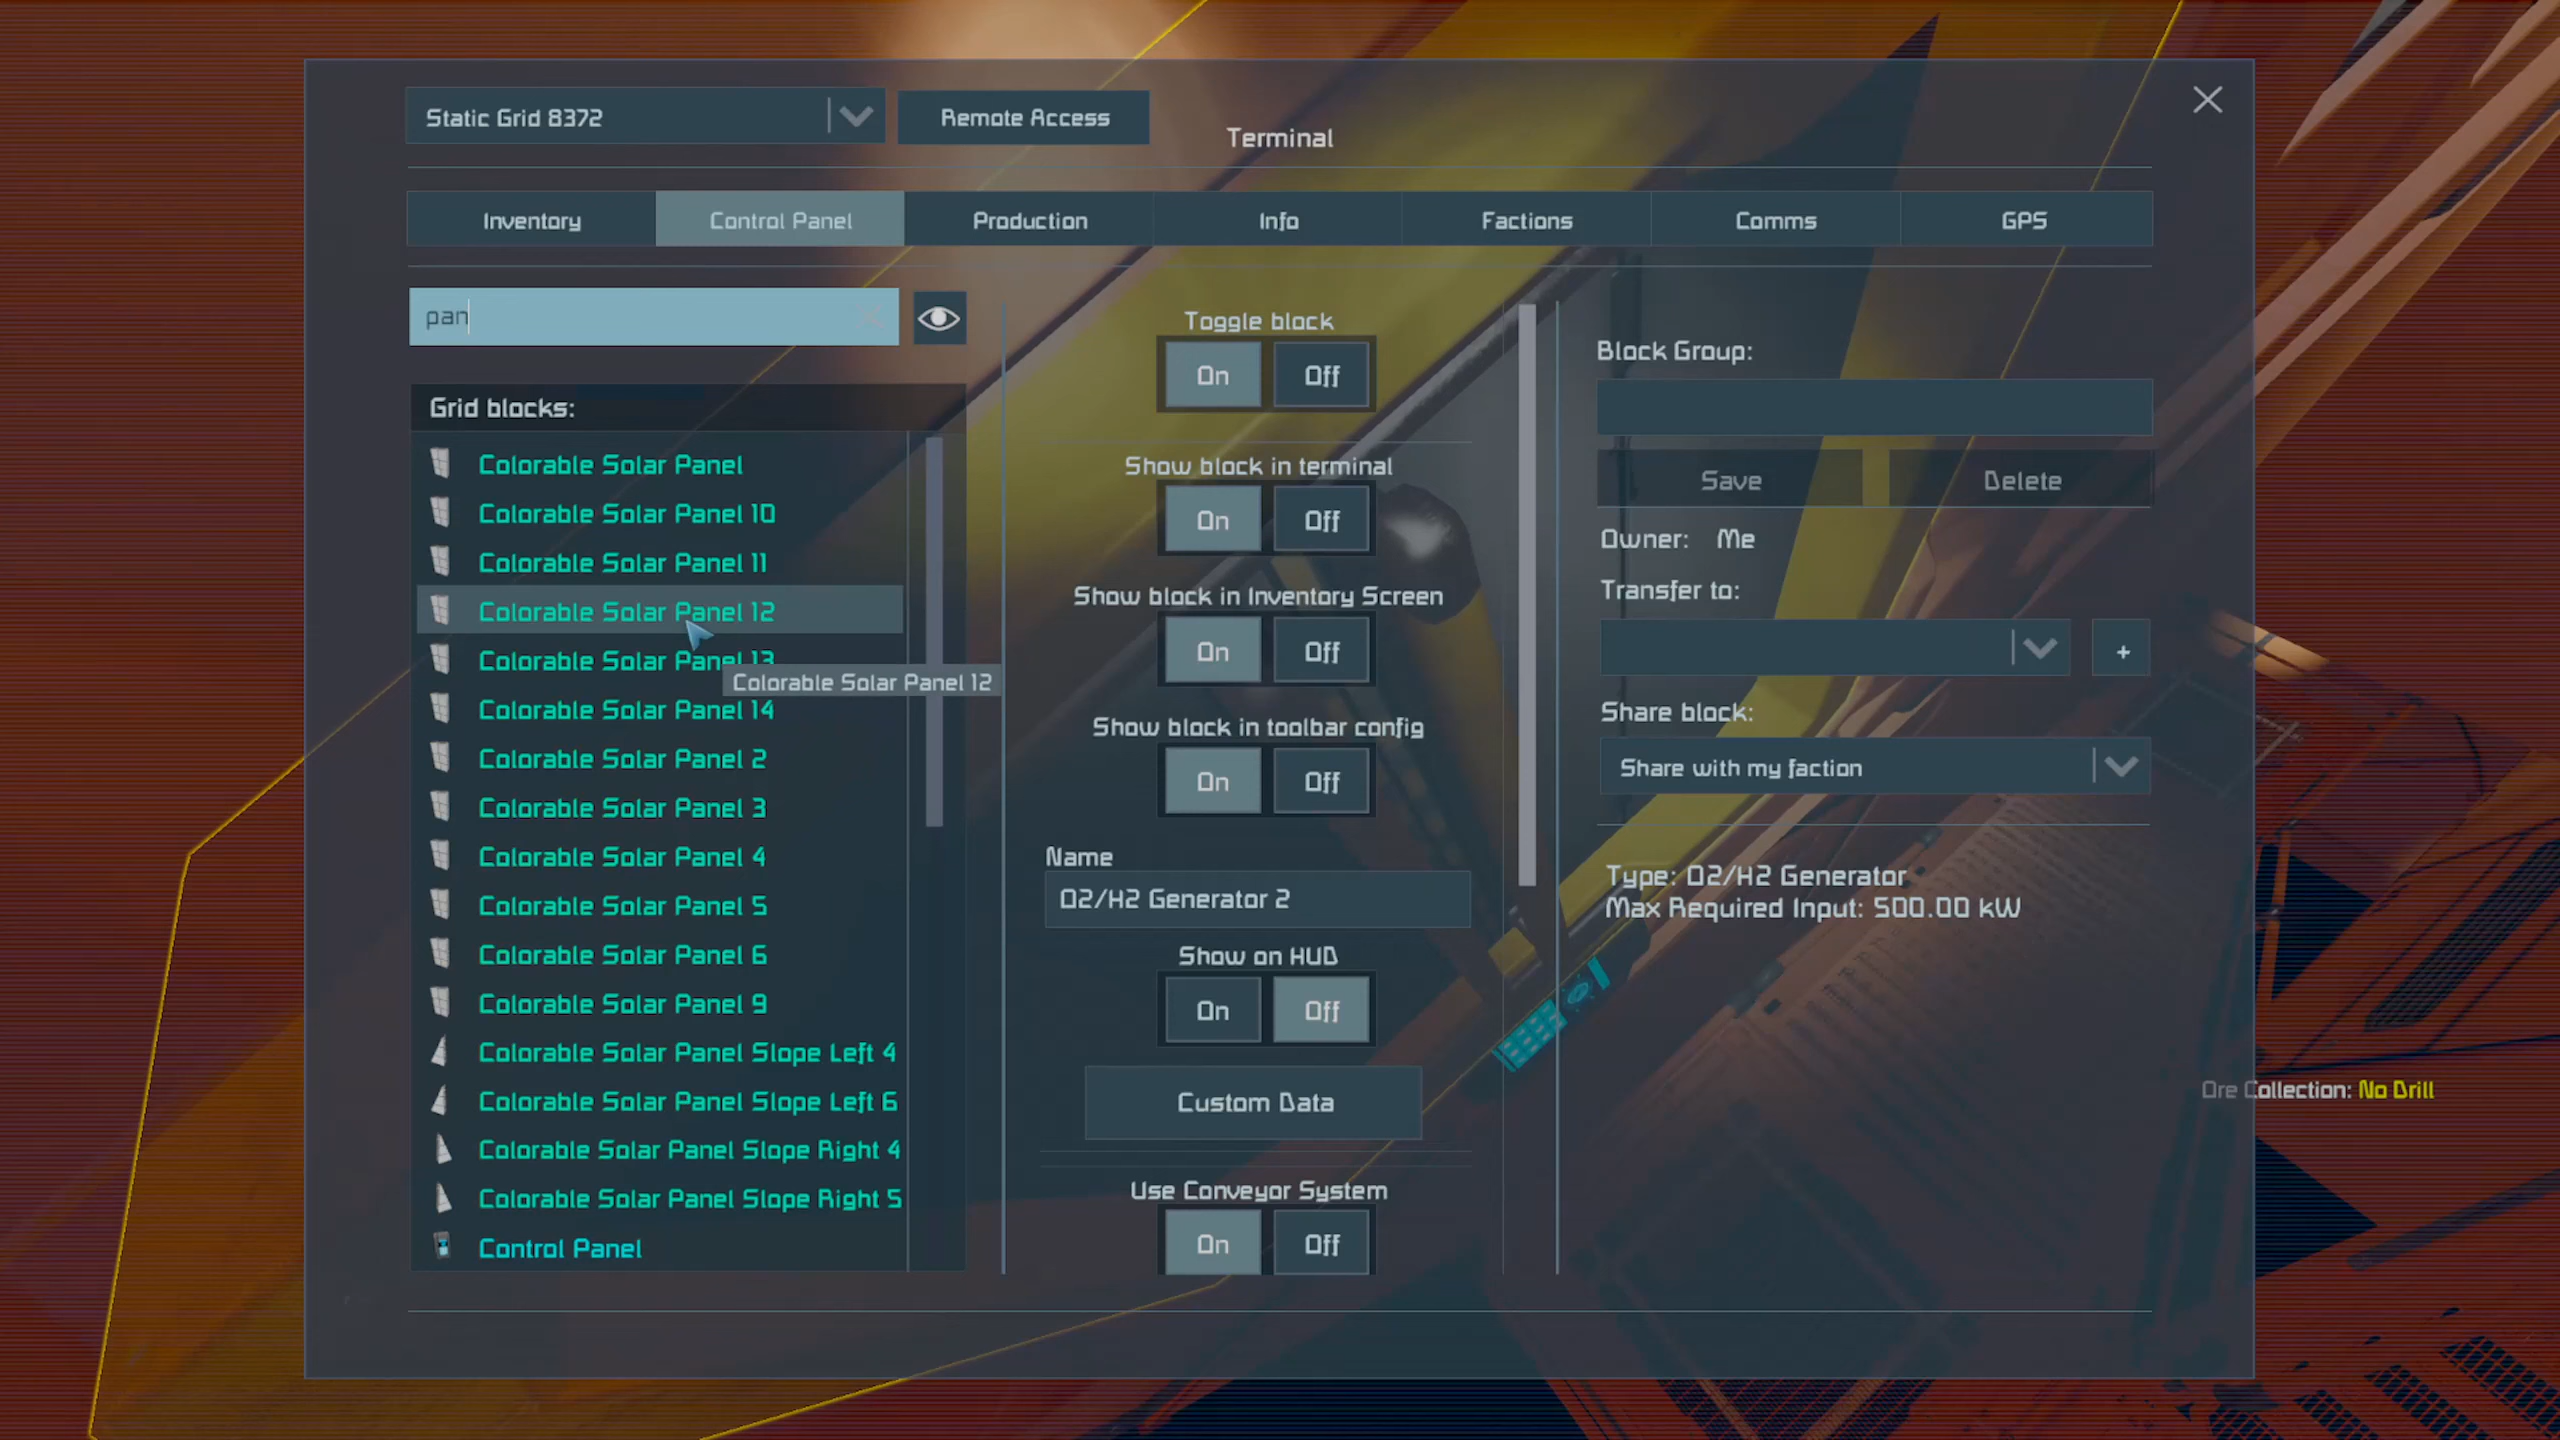 Static Grid 8372
Remote Access
Terminal
Inventory
Control Panel
Production
Info
Factions
Comms
GPS
pan
Grid blocks:
Colorable Solar Panel
Colorable Solar Panel 10
Colorable Solar Panel 11
Colorable Solar Panel 12
Colorable Solar Panel 13
Colorable Solar Panel 12
Colorable Solar Panel 14
Colorable Solar Panel 2
Colorable Solar Panel 3
Colorable Solar Panel 4
Colorable Solar Panel 5
Colorable Solar Panel 6
Colorable Solar Panel 9
Colorable Solar Panel Slope Left 4
Colorable Solar Panel Slope Left 6
Colorable Solar Panel Slope Right 4
Colorable Solar Panel Slope Right 5
Control Panel
Toggle block
On Off
Show block in terminal
On Off
Show block in Inventory Screen
On Off
Show block in toolbar config
On Off
Name
O2/H2 Generator 2
Show on HUD
On Off
Custom Data
Use Conveyor System
On Off
Block Group:
Save
Delete
Owner: Me
Transfer to:
+
Share block:
Share with my faction
Type: O2/H2 Generator
Max Required Input: 500.00 kW
Ore Collection: No Drill